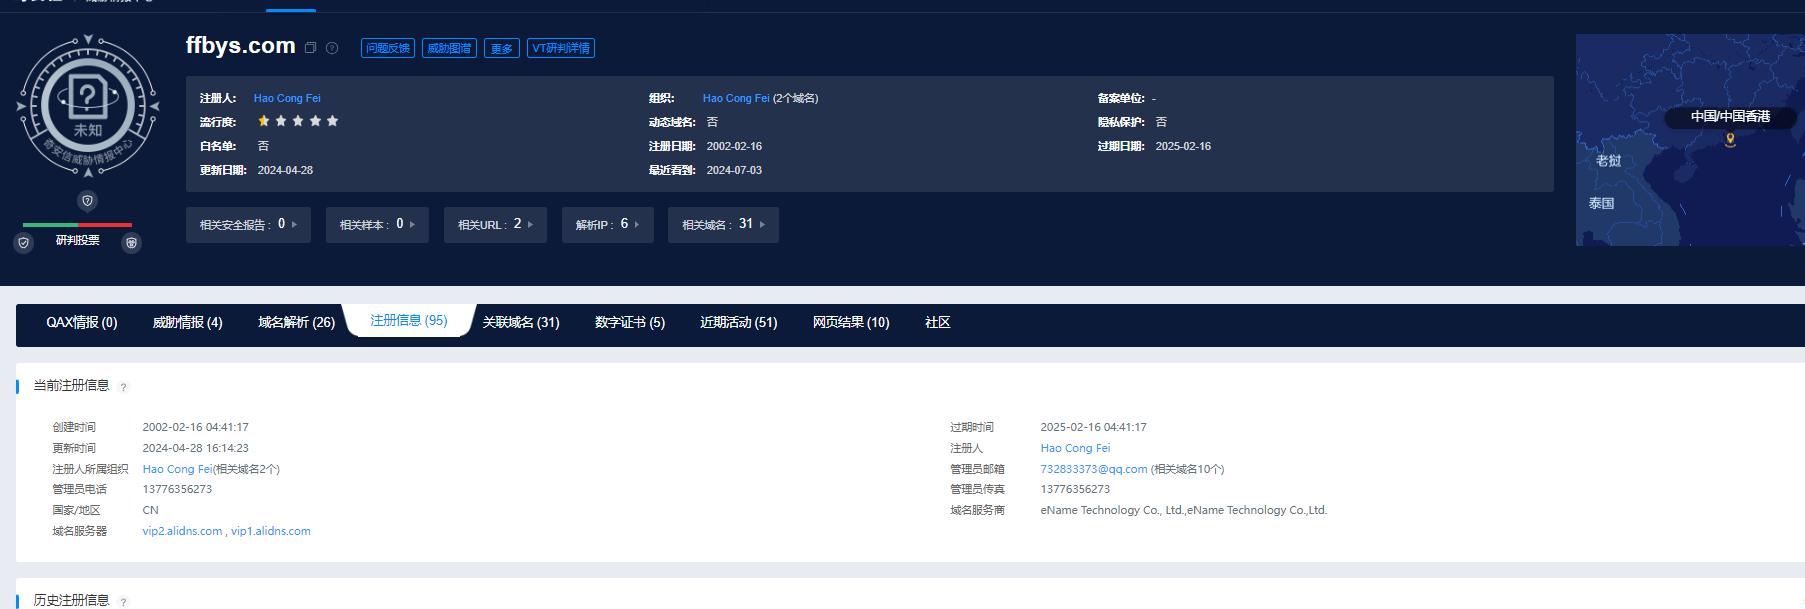 ffbys.com 问题反馈 威胁图谱 更多 VT研判详情
未知
奇安信威胁情报中心
研判投票
注册人: Hao Cong Fei 组织: Hao Cong Fei (2个域名) 备案单位: -
流行度: 动态域名: 否 隐私保护: 否
白名单: 否 注册日期: 2002-02-16 过期日期: 2025-02-16
更新日期: 2024-04-28 最近看到: 2024-07-03
相关安全报告: 0 相关样本: 0 相关URL: 2 解析IP: 6 相关域名: 31
中国/中国香港
老挝
泰国
QAX情报 (0) 威胁情报 (4) 域名解析 (26) 注册信息 (95) 关联域名 (31) 数字证书 (5) 近期活动 (51) 网页结果 (10) 社区
当前注册信息 ?
创建时间 2002-02-16 04:41:17 过期时间 2025-02-16 04:41:17
更新时间 2024-04-28 16:14:23 注册人 Hao Cong Fei
注册人所属组织 Hao Cong Fei(相关域名2个) 管理员邮箱 732833373@qq.com (相关域名10个)
管理员电话 13776356273 管理员传真 13776356273
国家/地区 CN 域名服务商 eName Technology Co., Ltd.,eName Technology Co.,Ltd.
域名服务器 vip2.alidns.com , vip1.alidns.com
历史注册信息 ?